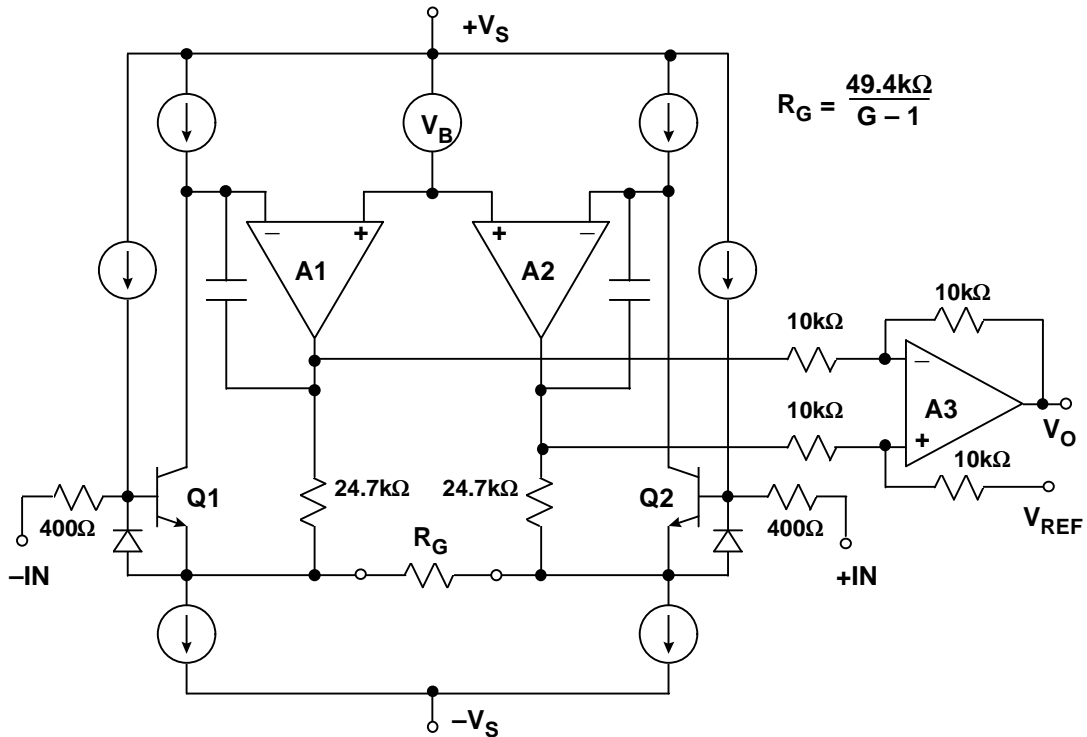 +VS
RG = 49.4kΩ / G – 1
VB
– +
A1
+ –
A2
10kΩ
10kΩ
–
A3
+
VO
10kΩ
10kΩ
VREF
Q1
24.7kΩ
24.7kΩ
Q2
400Ω
400Ω
RG
–IN
+IN
–VS